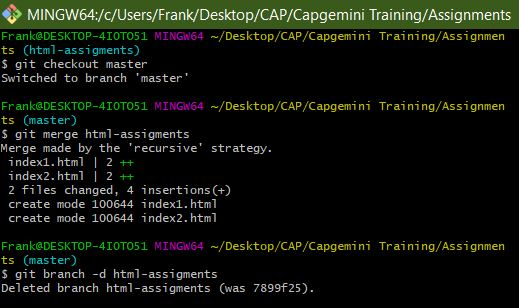 MINGW64:/c/Users/Frank/Desktop/CAP/Capgemini Training/Assignments
Frank@DESKTOP-4IOTO51 MINGW64 ~/Desktop/CAP/Capgemini Training/Assignmen
ts (html-assigments)
$ git checkout master
Switched to branch 'master'
Frank@DESKTOP-4IOTO51 MINGW64 ~/Desktop/CAP/Capgemini Training/Assignmen
ts (master)
$ git merge html-assigments
Merge made by the 'recursive' strategy.
index1.html | 2 ++
index2.html | 2 ++
2 files changed, 4 insertions(+)
create mode 100644 index1.html
create mode 100644 index2.html
Frank@DESKTOP-4IOTO51 MINGW64 ~/Desktop/CAP/Capgemini Training/Assignmen
ts (master)
$ git branch -d html-assigments
Deleted branch html-assigments (was 7899f25).